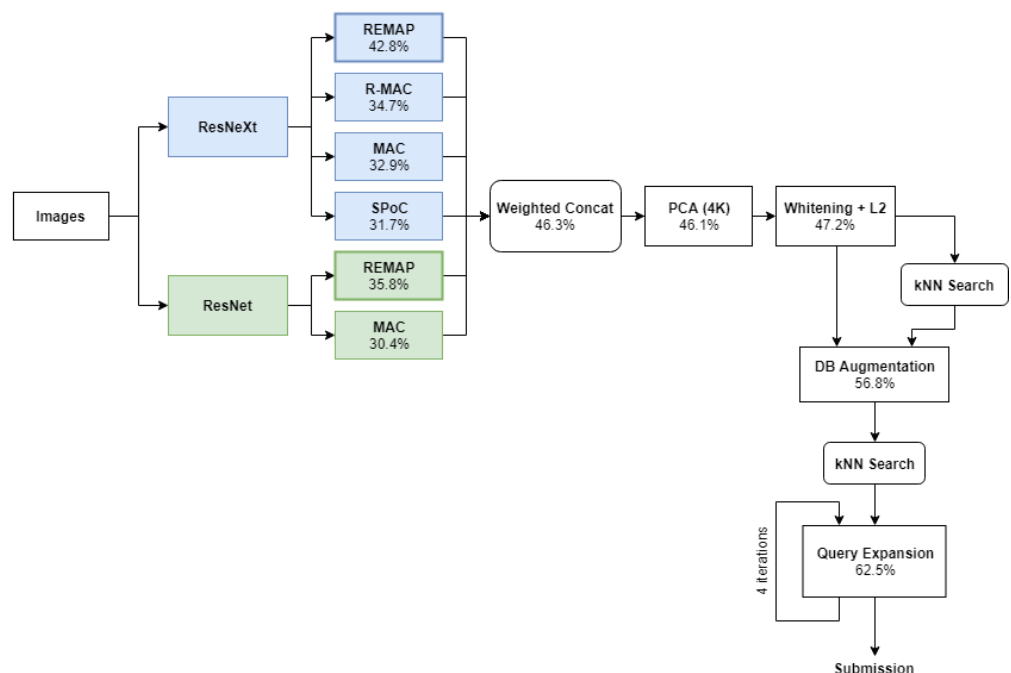 Images
ResNeXt
ResNet
REMAP
42.8%
R-MAC
34.7%
MAC
32.9%
SPoC
31.7%
REMAP
35.8%
MAC
30.4%
Weighted Concat
46.3%
PCA (4K)
46.1%
Whitening + L2
47.2%
kNN Search
DB Augmentation
56.8%
kNN Search
4 iterations
Query Expansion
62.5%
Submission